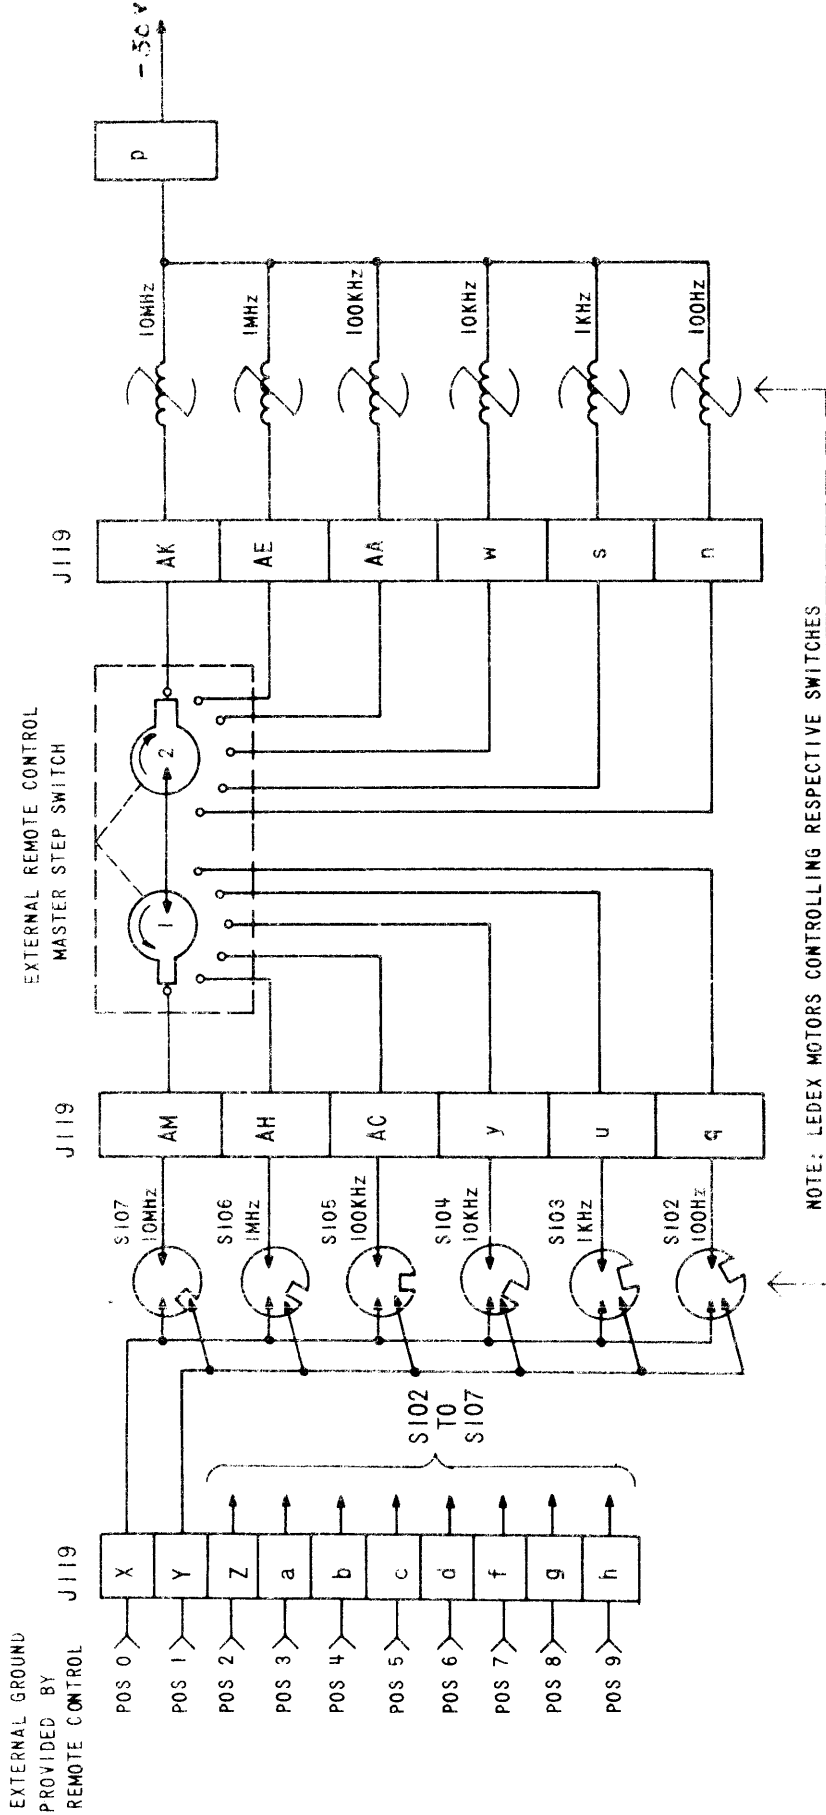 EXTERNAL GROUND
PROVIDED BY
REMOTE CONTROL
J119
POS 0 X
POS 1 Y
POS 2 Z
POS 3 a
POS 4 b
POS 5 c
POS 6 d
POS 7 f
POS 8 g
POS 9 h
S102
TO
S107
S107
10MHz
S106
1MHz
S105
100KHz
S104
10KHz
S103
1KHz
S102
100Hz
J119
AM
AH
AC
y
u
q
EXTERNAL REMOTE CONTROL
MASTER STEP SWITCH
1
2
J119
AK
AE
AA
w
s
n
10MHz
1MHz
100KHz
10KHz
1KHz
100Hz
p
-50V
NOTE: LEDEX MOTORS CONTROLLING RESPECTIVE SWITCHES